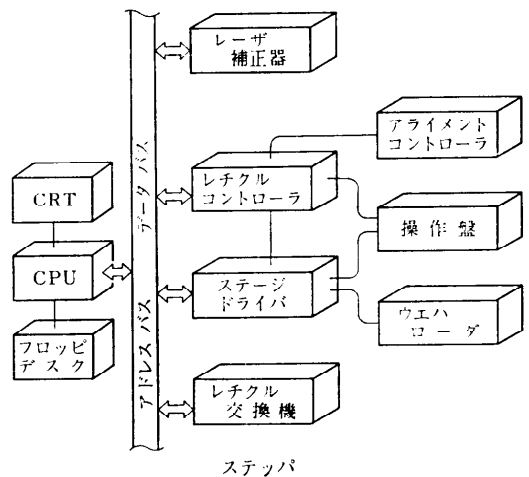 レーザ
補正器
アライメント
コントローラ
レチクル
コントローラ
CRT
操作盤
CPU
ステージ
ドライバ
ウエハ
ローダ
フロッピ
デスク
レチクル
交換機
アドレスバス データバス
ステッパ